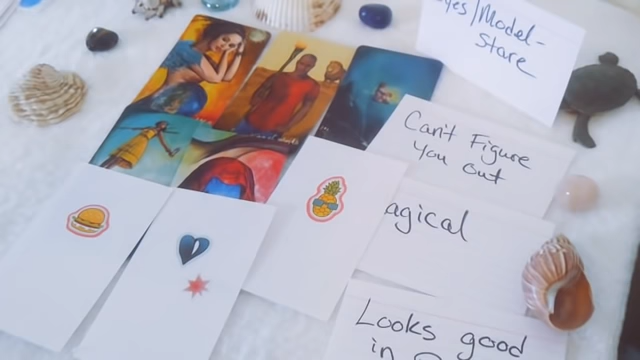 yes/Model-
Stare
Can't Figure
You out
agical
Looks good
in